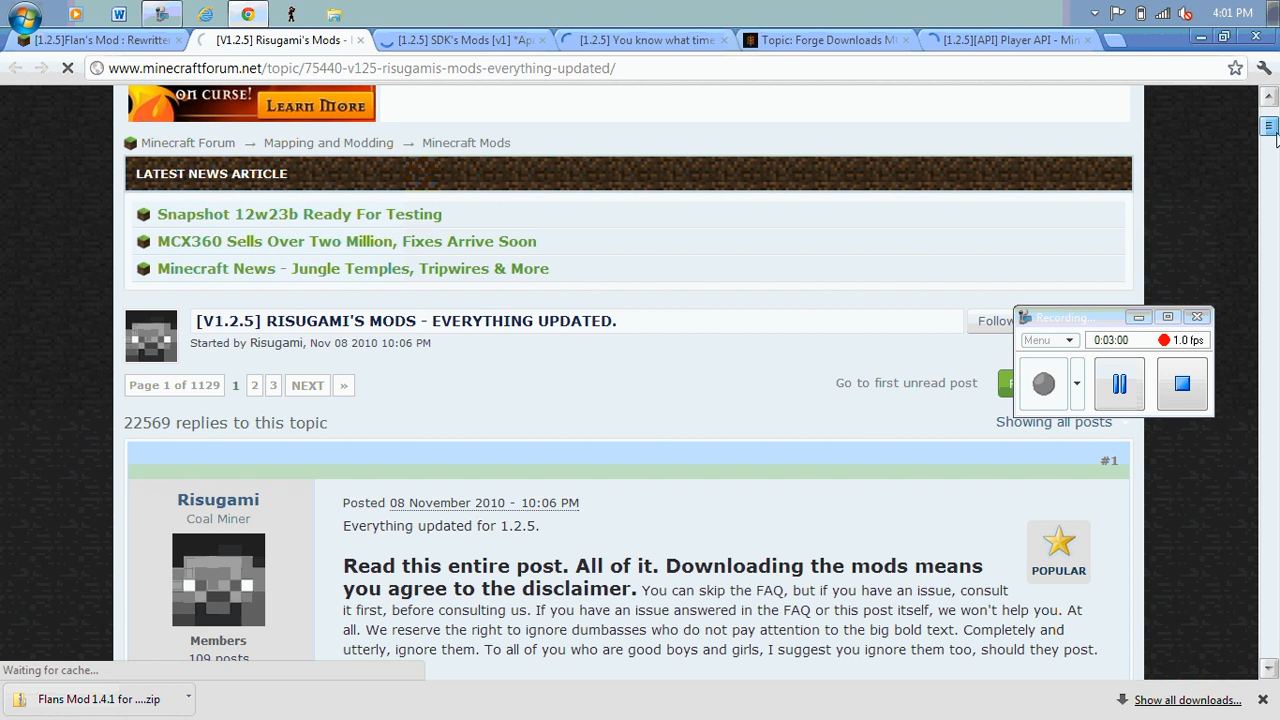 4:01 PM
[1.2.5]Flan's Mod : Rewritten
[V1.2.5] Risugami's Mods -
[1.2.5] SDK's Mods [v1] *Apo
[1.2.5] You know what time
Topic: Forge Downloads M
[1.2.5][API] Player API - Min
www.minecraftforum.net/topic/75440-v125-risugamis-mods-everything-updated/
ON CURSE!
LEARN MORE
Minecraft Forum → Mapping and Modding → Minecraft Mods
LATEST NEWS ARTICLE
Snapshot 12w23b Ready For Testing
MCX360 Sells Over Two Million, Fixes Arrive Soon
Minecraft News - Jungle Temples, Tripwires & More
[V1.2.5] RISUGAMI'S MODS - EVERYTHING UPDATED.
Follow
Started by Risugami, Nov 08 2010 10:06 PM
Recording...
Menu
0:03:00
1.0 fps
Page 1 of 1129
1
2
3
NEXT
»
Go to first unread post
22569 replies to this topic
Showing all posts
#1
Risugami
Coal Miner
Members
109 posts
Posted 08 November 2010 - 10:06 PM
Everything updated for 1.2.5.
POPULAR
Read this entire post. All of it. Downloading the mods means
you agree to the disclaimer. You can skip the FAQ, but if you have an issue, consult
it first, before consulting us. If you have an issue answered in the FAQ or this post itself, we won't help you. At
all. We reserve the right to ignore dumbasses who do not pay attention to the big bold text. Completely and
utterly, ignore them. To all of you who are good boys and girls, I suggest you ignore them too, should they post.
Waiting for cache...
Flans Mod 1.4.1 for ....zip
Show all downloads...